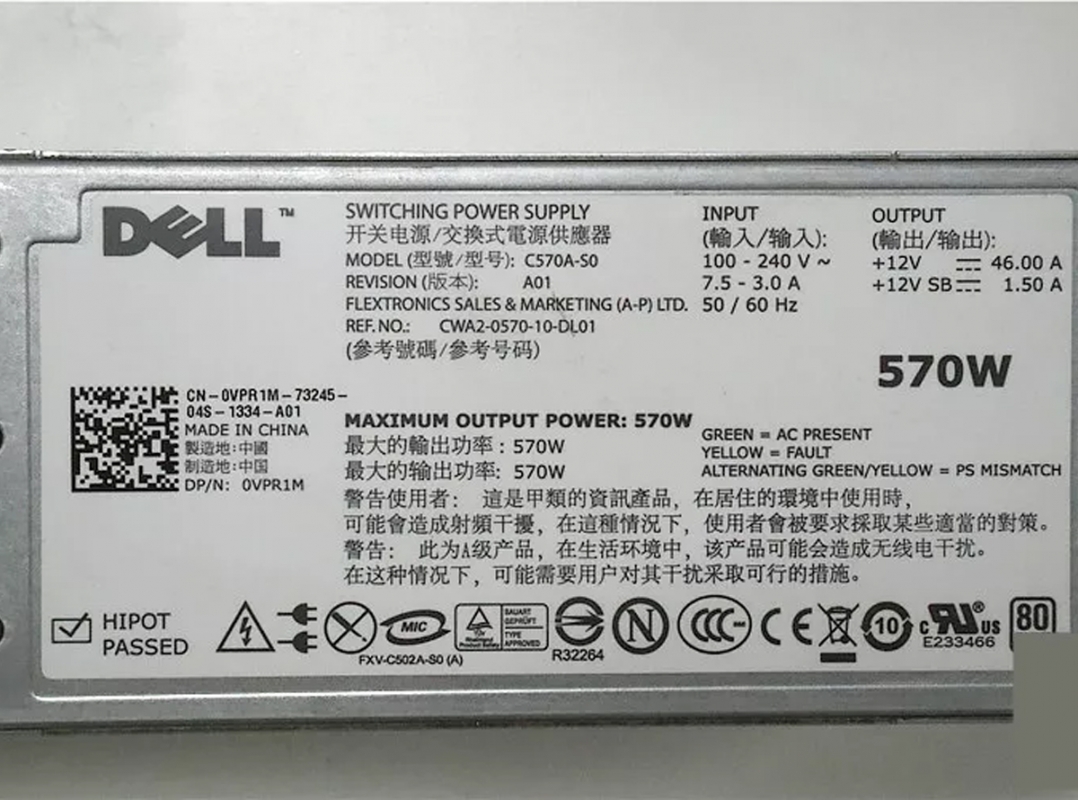 DELL™
SWITCHING POWER SUPPLY
开关电源/交換式電源供應器
MODEL (型號/型号): C570A-S0
REVISION (版本): A01
FLEXTRONICS SALES & MARKETING (A-P) LTD.
REF. NO.: CWA2-0570-10-DL01
(參考號碼/參考号码)
INPUT
(輸入/输入):
100 - 240 V ~
7.5 - 3.0 A
50 / 60 Hz
OUTPUT
(輸出/输出):
+12V ⎓ 46.00 A
+12V SB ⎓ 1.50 A
570W
CN-0VPR1M-73245-
04S-1334-A01
MADE IN CHINA
製造地:中國
制造地:中国
DP/N: 0VPR1M
MAXIMUM OUTPUT POWER: 570W
最大的輸出功率: 570W
最大的输出功率: 570W
GREEN = AC PRESENT
YELLOW = FAULT
ALTERNATING GREEN/YELLOW = PS MISMATCH
警告使用者: 這是甲類的資訊產品，在居住的環境中使用時，
可能會造成射頻干擾，在這種情況下，使用者會被要求採取某些適當的對策。
警告: 此为A级产品，在生活环境中，该产品可能会造成无线电干扰。
在这种情况下，可能需要用户对其干扰采取可行的措施。
HIPOT
PASSED
MIC
FXV-C502A-S0 (A)
BAUART
GEPRÜFT
TYPE
APPROVED
R32264
N
CCC
CE
10
c RU® US
E233466
80